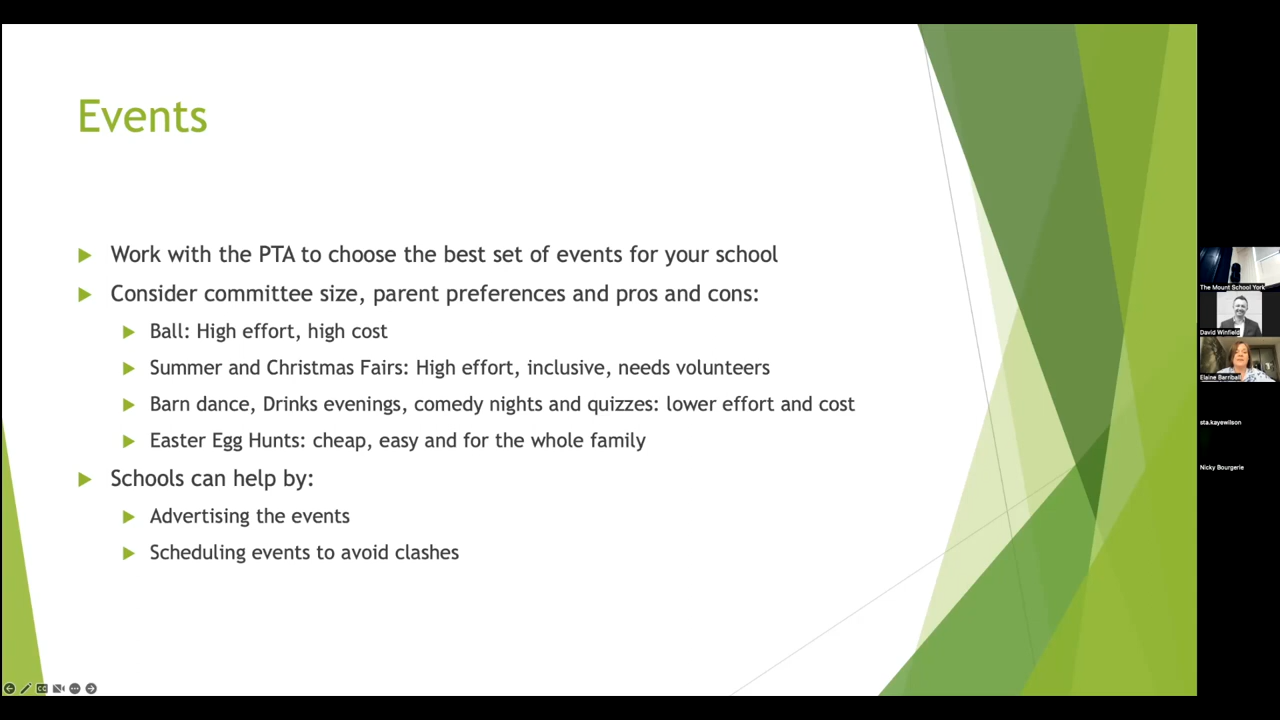 Events
Work with the PTA to choose the best set of events for your school
Consider committee size, parent preferences and pros and cons:
Ball: High effort, high cost
Summer and Christmas Fairs: High effort, inclusive, needs volunteers
Barn dance, Drinks evenings, comedy nights and quizzes: lower effort and cost
Easter Egg Hunts: cheap, easy and for the whole family
Schools can help by:
Advertising the events
Scheduling events to avoid clashes
The Mount School York
David Winfield
Elaine Barriball
sta.kayewilson
Nicky Bourgerie
CC